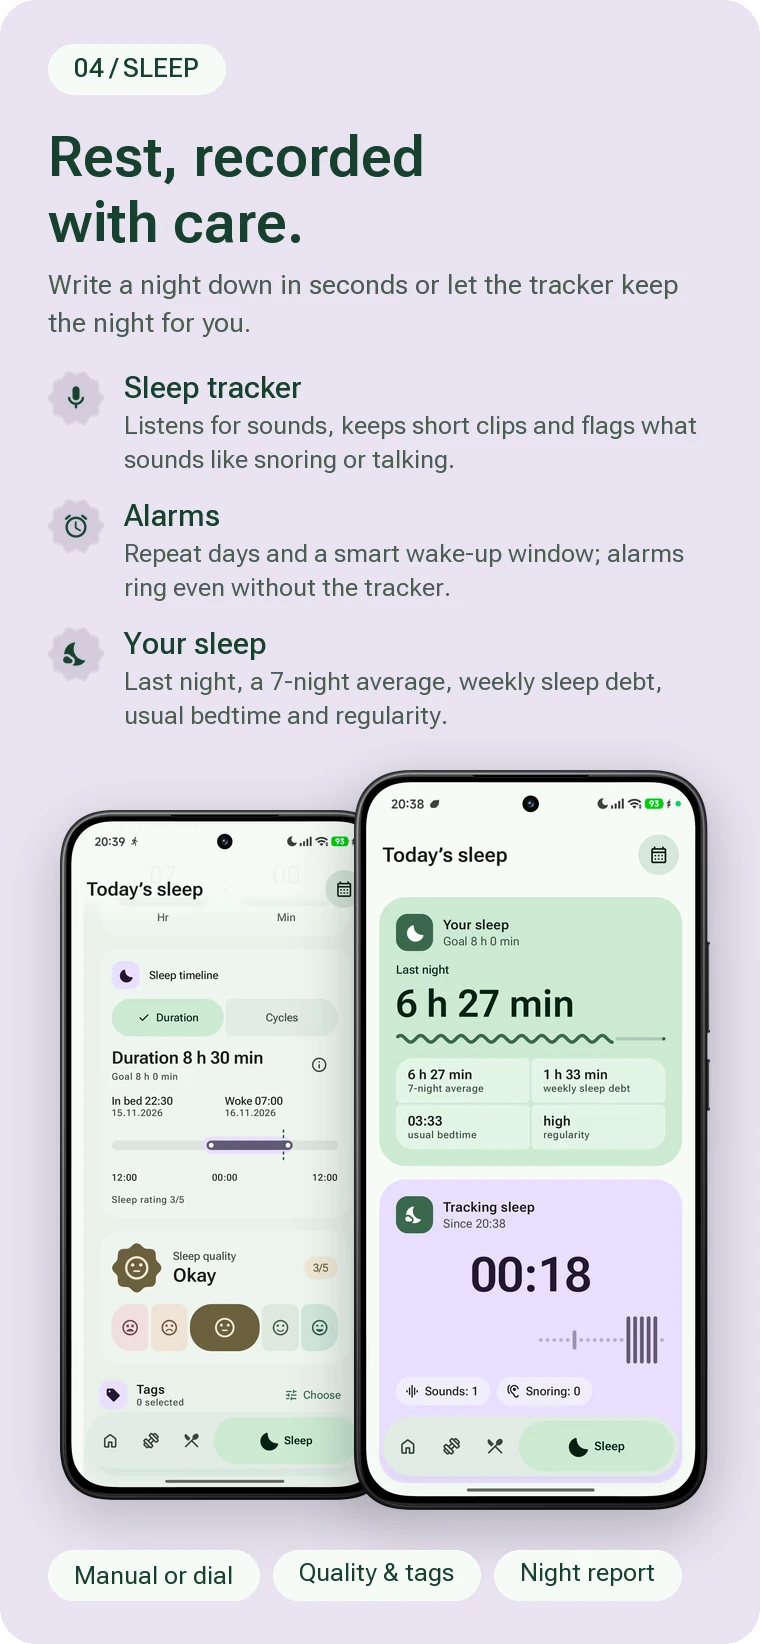 04 / SLEEP
Rest, recorded
with care.
Write a night down in seconds or let the tracker keep
the night for you.
Sleep tracker
Listens for sounds, keeps short clips and flags what
sounds like snoring or talking.
Alarms
Repeat days and a smart wake-up window; alarms
ring even without the tracker.
Your sleep
Last night, a 7-night average, weekly sleep debt,
usual bedtime and regularity.
20:39
93
07 : 00
Today’s sleep
Hr Min
Sleep timeline
Duration Cycles
Duration 8 h 30 min
Goal 8 h 0 min
In bed 22:30 Woke 07:00
15.11.2026 16.11.2026
12:00 00:00 12:00
Sleep rating 3/5
Sleep quality
Okay
3/5
Tags
0 selected
Choose
Sleep
20:38
93
Today’s sleep
Your sleep
Goal 8 h 0 min
Last night
6 h 27 min
6 h 27 min
7-night average
1 h 33 min
weekly sleep debt
03:33
usual bedtime
high
regularity
Tracking sleep
Since 20:38
00:18
Sounds: 1
Snoring: 0
Sleep
Manual or dial
Quality & tags
Night report